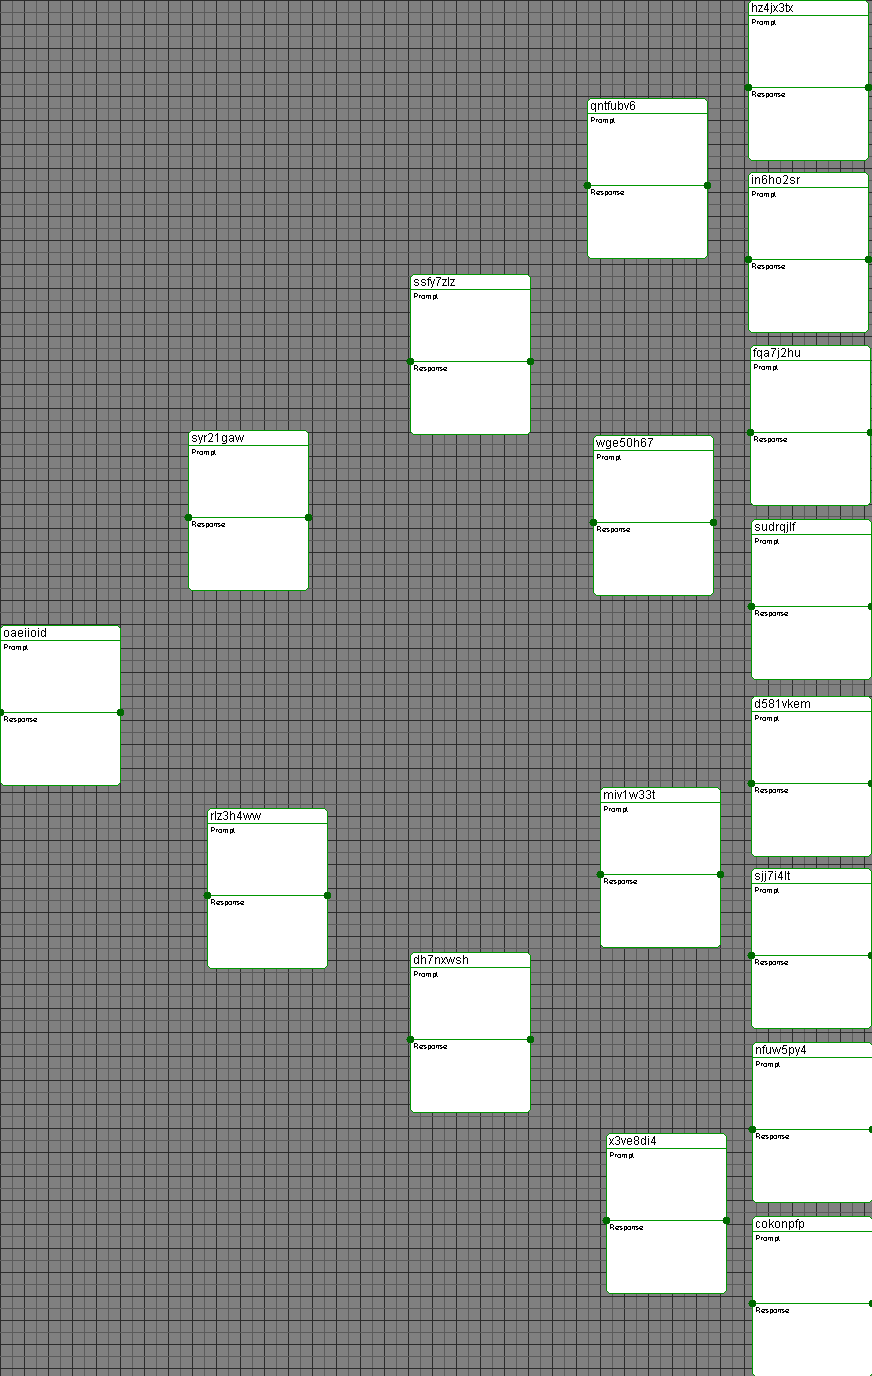 hz4jx3tx
Prompt
Response
qntfubv6
Prompt
Response
in6ho2sr
Prompt
Response
ssfy7zlz
Prompt
Response
fqa7j2hu
Prompt
Response
syr21gaw
Prompt
Response
wge50h67
Prompt
Response
sudrqjlf
Prompt
Response
oaeiioid
Prompt
Response
d581vkem
Prompt
Response
miv1w33t
Prompt
Response
rlz3h4ww
Prompt
Response
sjj7i4lt
Prompt
Response
dh7nxwsh
Prompt
Response
nfuw5py4
Prompt
Response
x3ve8di4
Prompt
Response
cokonpfp
Prompt
Response